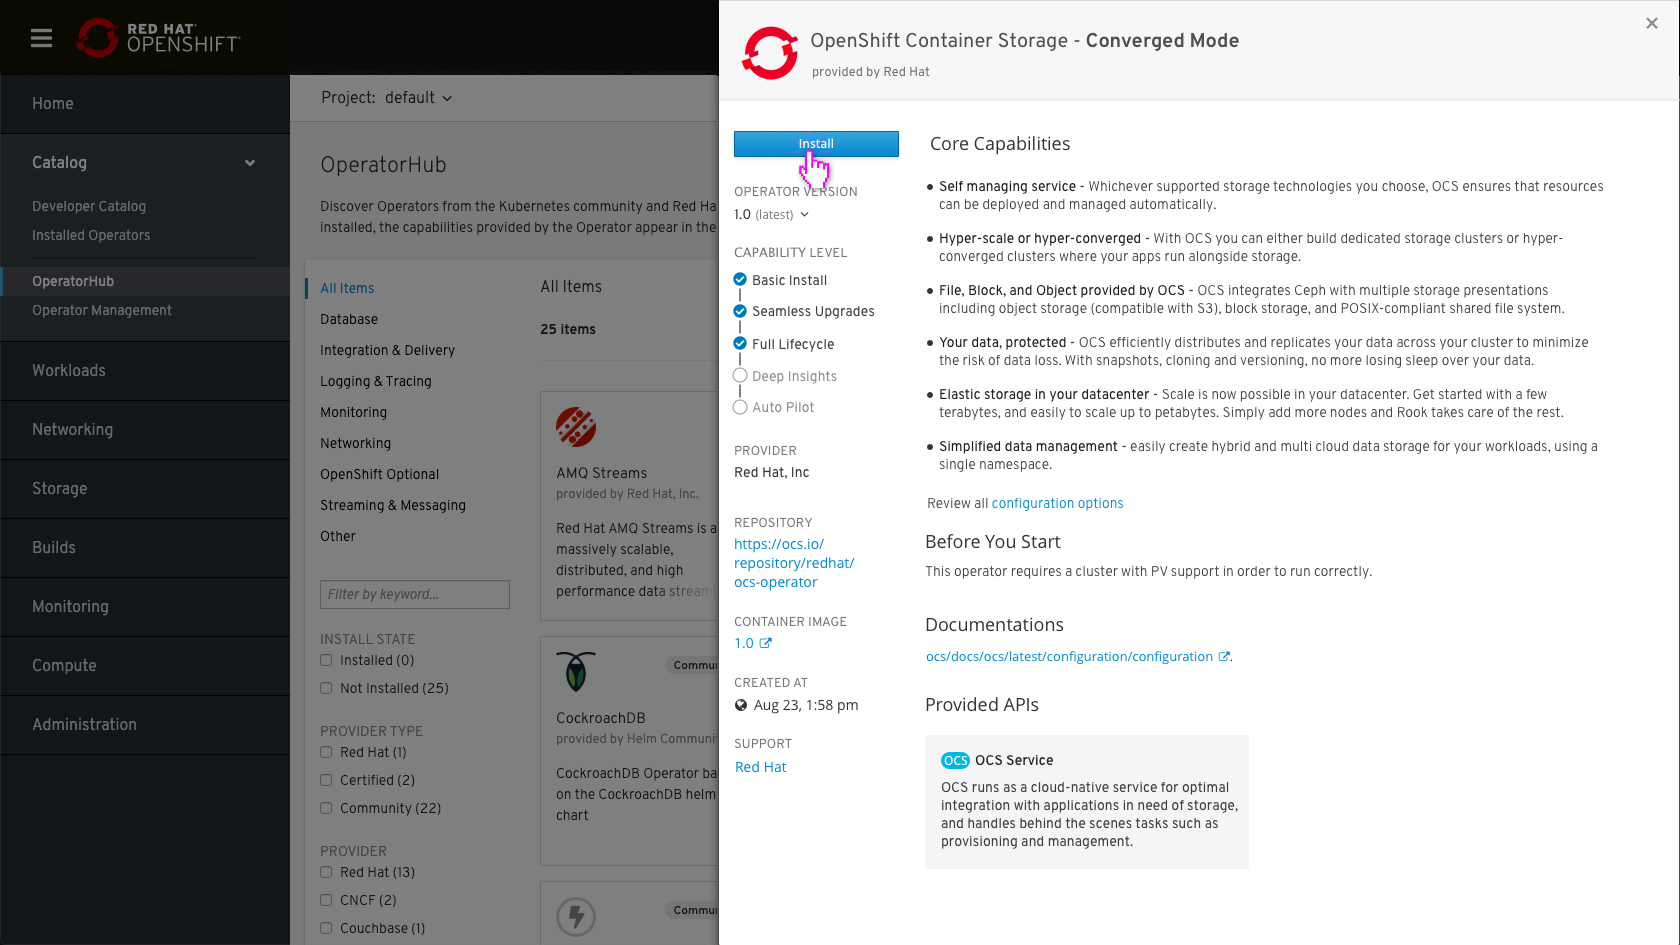 RED HAT
OPENSHIFT
Home
Catalog
Developer Catalog
Installed Operators
OperatorHub
Operator Management
Workloads
Networking
Storage
Builds
Monitoring
Compute
Administration
Project: default
OperatorHub
Discover Operators from the Kubernetes community and Red Ha
installed, the capabilities provided by the Operator appear in the
All Items
Database
Integration & Delivery
Logging & Tracing
Monitoring
Networking
OpenShift Optional
Streaming & Messaging
Other
Filter by keyword...
INSTALL STATE
Installed (0)
Not Installed (25)
PROVIDER TYPE
Red Hat (1)
Certified (2)
Community (22)
PROVIDER
Red Hat (13)
CNCF (2)
Couchbase (1)
All Items
25 items
AMQ Streams
provided by Red Hat, Inc.
Red Hat AMQ Streams is a
massively scalable,
distributed, and high
performance data stream
Commu
CockroachDB
provided by Helm Communi
CockroachDB Operator ba
on the CockroachDB helm
chart
Commu
OpenShift Container Storage - Converged Mode
provided by Red Hat
Install
OPERATOR VERSION
1.0 (latest)
CAPABILITY LEVEL
Basic Install
Seamless Upgrades
Full Lifecycle
Deep Insights
Auto Pilot
PROVIDER
Red Hat, Inc
REPOSITORY
https://ocs.io/
repository/redhat/
ocs-operator
CONTAINER IMAGE
1.0
CREATED AT
Aug 23, 1:58 pm
SUPPORT
Red Hat
Core Capabilities
• Self managing service - Whichever supported storage technologies you choose, OCS ensures that resources
can be deployed and managed automatically.
• Hyper-scale or hyper-converged - With OCS you can either build dedicated storage clusters or hyper-
converged clusters where your apps run alongside storage.
• File, Block, and Object provided by OCS - OCS integrates Ceph with multiple storage presentations
including object storage (compatible with S3), block storage, and POSIX-compliant shared file system.
• Your data, protected - OCS efficiently distributes and replicates your data across your cluster to minimize
the risk of data loss. With snapshots, cloning and versioning, no more losing sleep over your data.
• Elastic storage in your datacenter - Scale is now possible in your datacenter. Get started with a few
terabytes, and easily to scale up to petabytes. Simply add more nodes and Rook takes care of the rest.
• Simplified data management - easily create hybrid and multi cloud data storage for your workloads, using a
single namespace.
Review all configuration options
Before You Start
This operator requires a cluster with PV support in order to run correctly.
Documentations
ocs/docs/ocs/latest/configuration/configuration .
Provided APIs
OCS OCS Service
OCS runs as a cloud-native service for optimal
integration with applications in need of storage,
and handles behind the scenes tasks such as
provisioning and management.